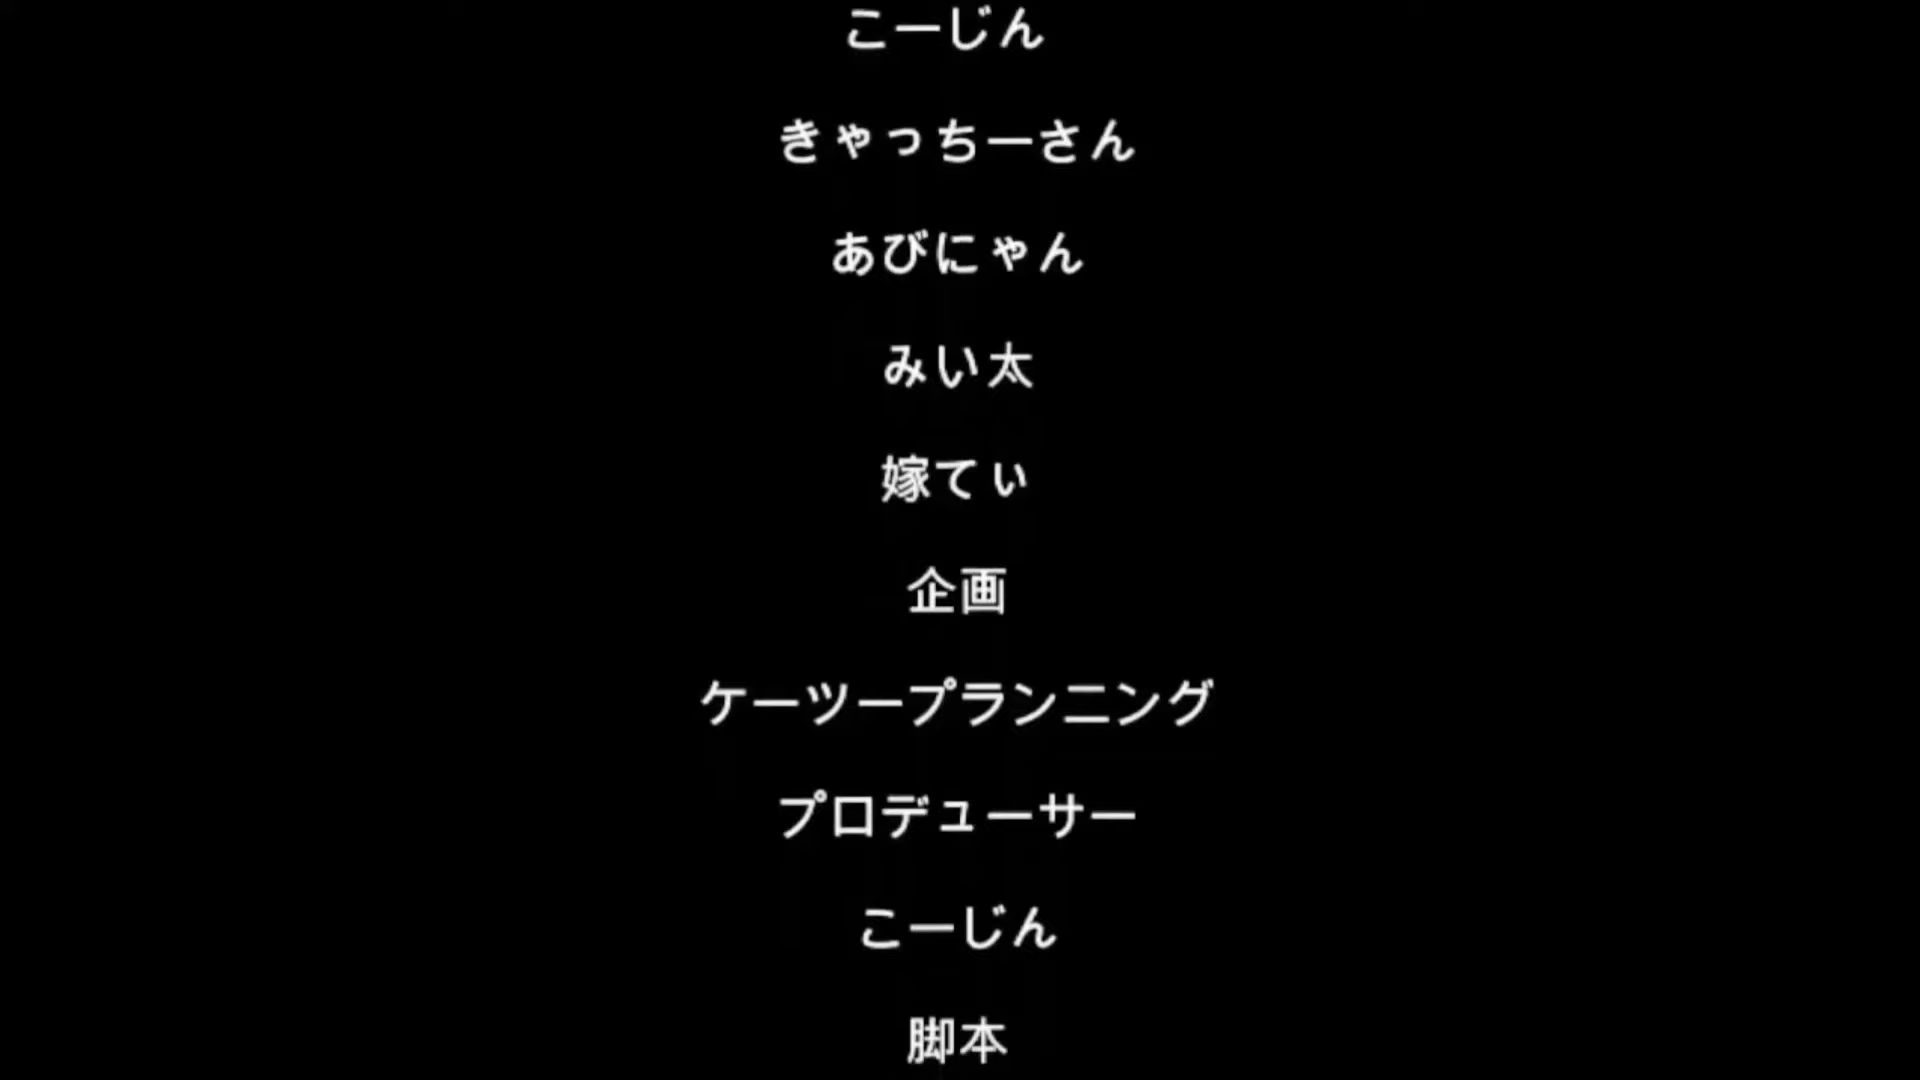 こーじん
きゃっちーさん
あびにゃん
みい太
嫁てぃ
企画
ケーツープランニング
プロデューサー
こーじん
脚本